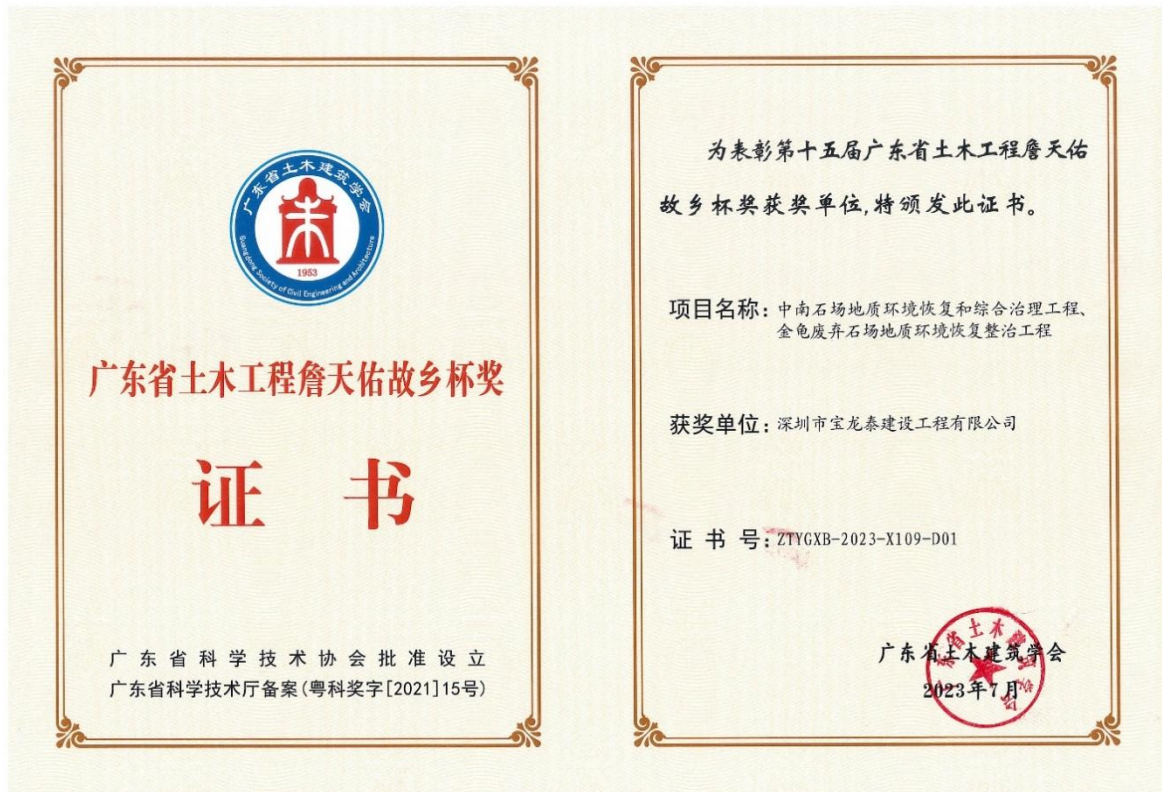 广东省土木建筑学会
1953
Guangdong Society of Civil Engineering and Architecture
广东省土木工程詹天佑故乡杯奖
证 书
广东省科学技术协会批准设立
广东省科学技术厅备案(粤科奖字[2021]15号)
为表彰第十五届广东省土木工程詹天佑
故乡杯奖获奖单位,特颁发此证书。
项目名称:中南石场地质环境恢复和综合治理工程、
金龟废弃石场地质环境恢复整治工程
获奖单位:深圳市宝龙泰建设工程有限公司
证 书 号:ZTYGXB-2023-X109-D01
广东省土木建筑学会
2023年7月
广东省土木建筑学会